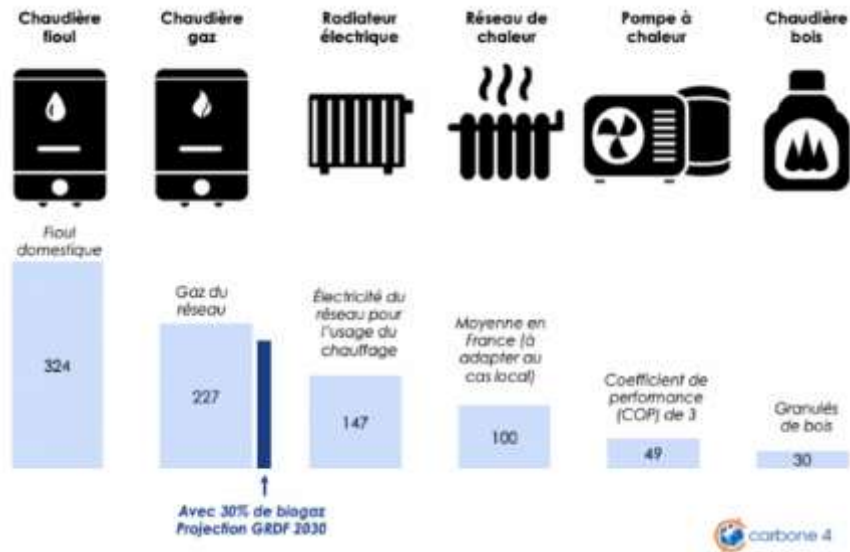 Chaudière
fioul
Chaudière
gaz
Radiateur
électrique
Réseau de
chaleur
Pompe à
chaleur
Chaudière
bois
Fioul
domestique
324
Gaz du
réseau
227
Électricité du
réseau pour
l'usage du
chauffage
147
Moyenne en
France (à
adapter au
cas local)
100
Coefficient de
performance
(COP) de 3
49
Granulés
de bois
30
Avec 30% de biogaz
Projection GRDF 2030
carbone 4